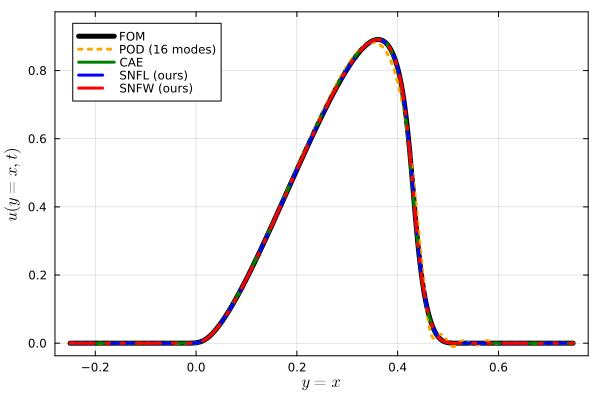 FOM
POD (16 modes)
CAE
SNFL (ours)
SNFW (ours)
u(y = x, t)
0.8
0.6
0.4
0.2
0.0
−0.2 0.0 0.2 0.4 0.6
y = x